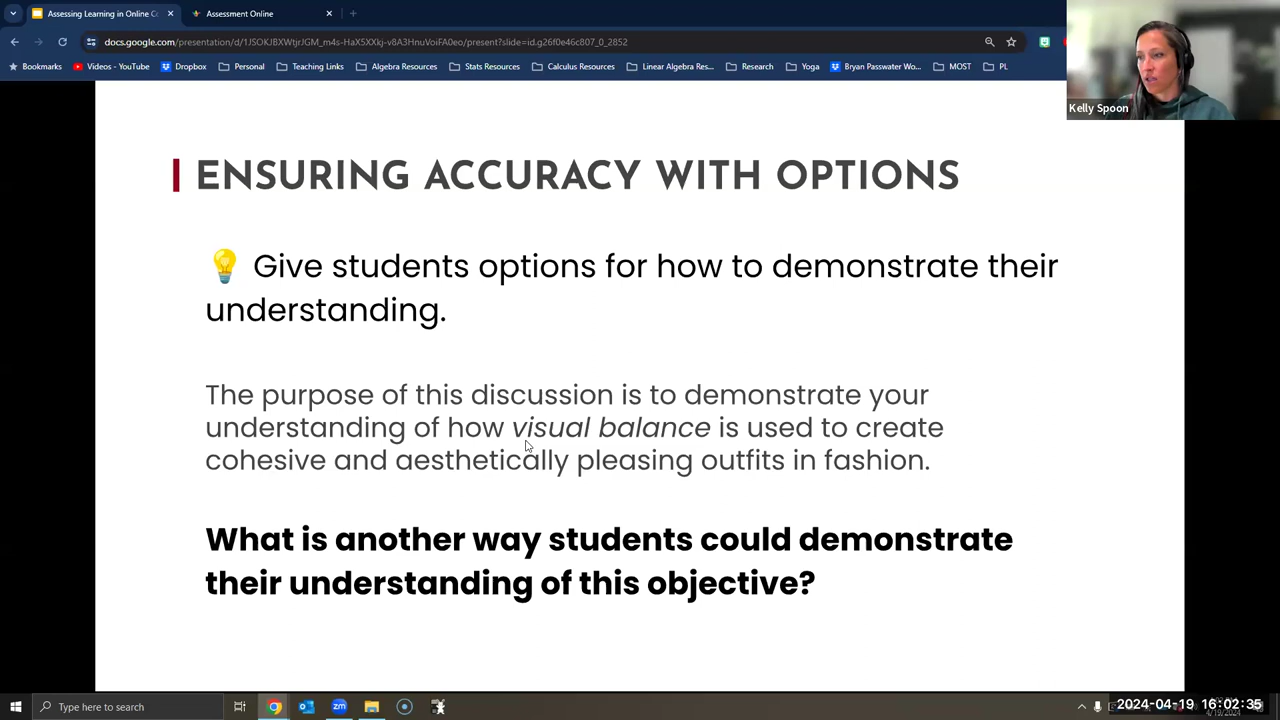 Assessing Learning in Online Co
Assessment Online
docs.google.com/presentation/d/1JSOKJBXWtjrJGM_m4s-HaX5XXkj-v8A3HnuVoiFA0eo/present?slide=id.g26f0e46c807_0_2852
Bookmarks Videos - YouTube Dropbox Personal Teaching Links Algebra Resources Stats Resources Calculus Resources Linear Algebra Res... Research Yoga Bryan Passwater Wo... MOST PL
Kelly Spoon
ENSURING ACCURACY WITH OPTIONS
💡 Give students options for how to demonstrate their
understanding.
The purpose of this discussion is to demonstrate your
understanding of how visual balance is used to create
cohesive and aesthetically pleasing outfits in fashion.
What is another way students could demonstrate
their understanding of this objective?
Type here to search
2024-04-19 16:02:35